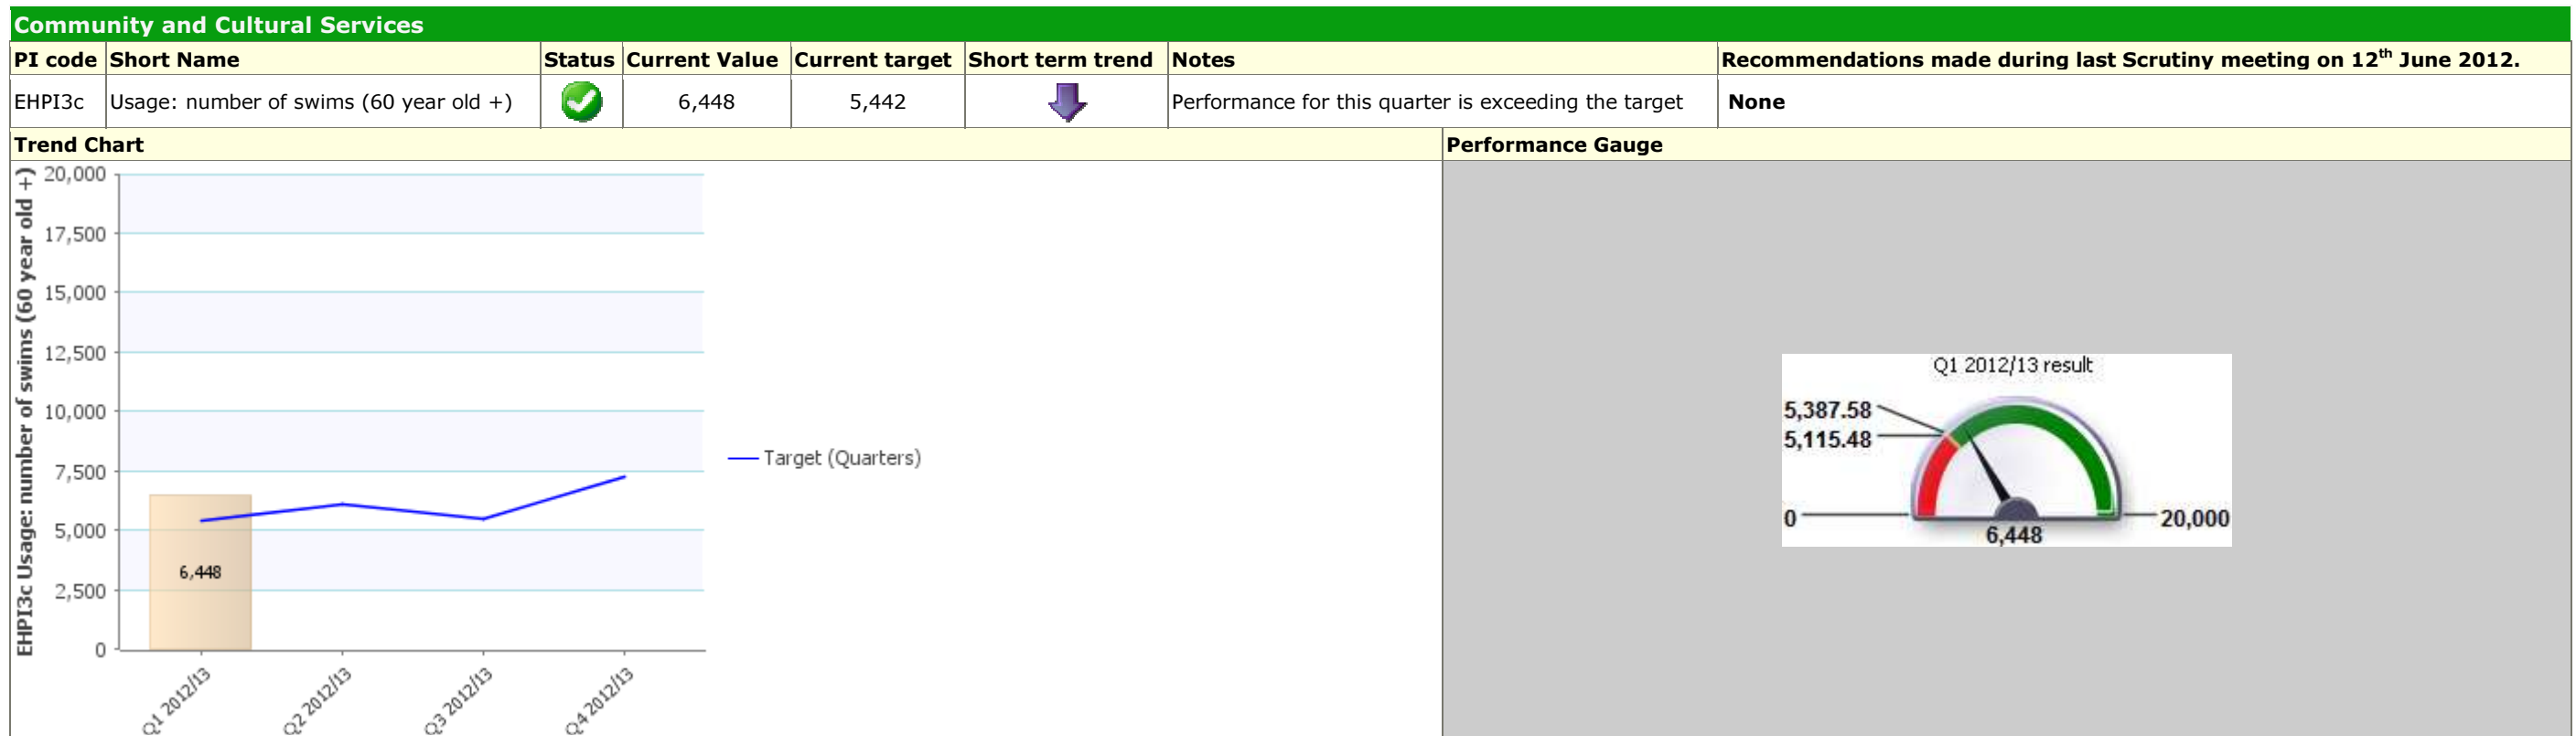 Community and Cultural Services
PI code Short Name Status Current Value Current target Short term trend Notes Recommendations made during last Scrutiny meeting on 12th June 2012.
EHPI3c Usage: number of swims (60 year old +) 6,448 5,442 Performance for this quarter is exceeding the target None
Trend Chart Performance Gauge
EHPI3c Usage: number of swims (60 year old +)
20,000
17,500
15,000
12,500
10,000
7,500
5,000
2,500
0
6,448
Q1 2012/13 Q2 2012/13 Q3 2012/13 Q4 2012/13
Target (Quarters)
Q1 2012/13 result
5,387.58
5,115.48
0
20,000
6,448